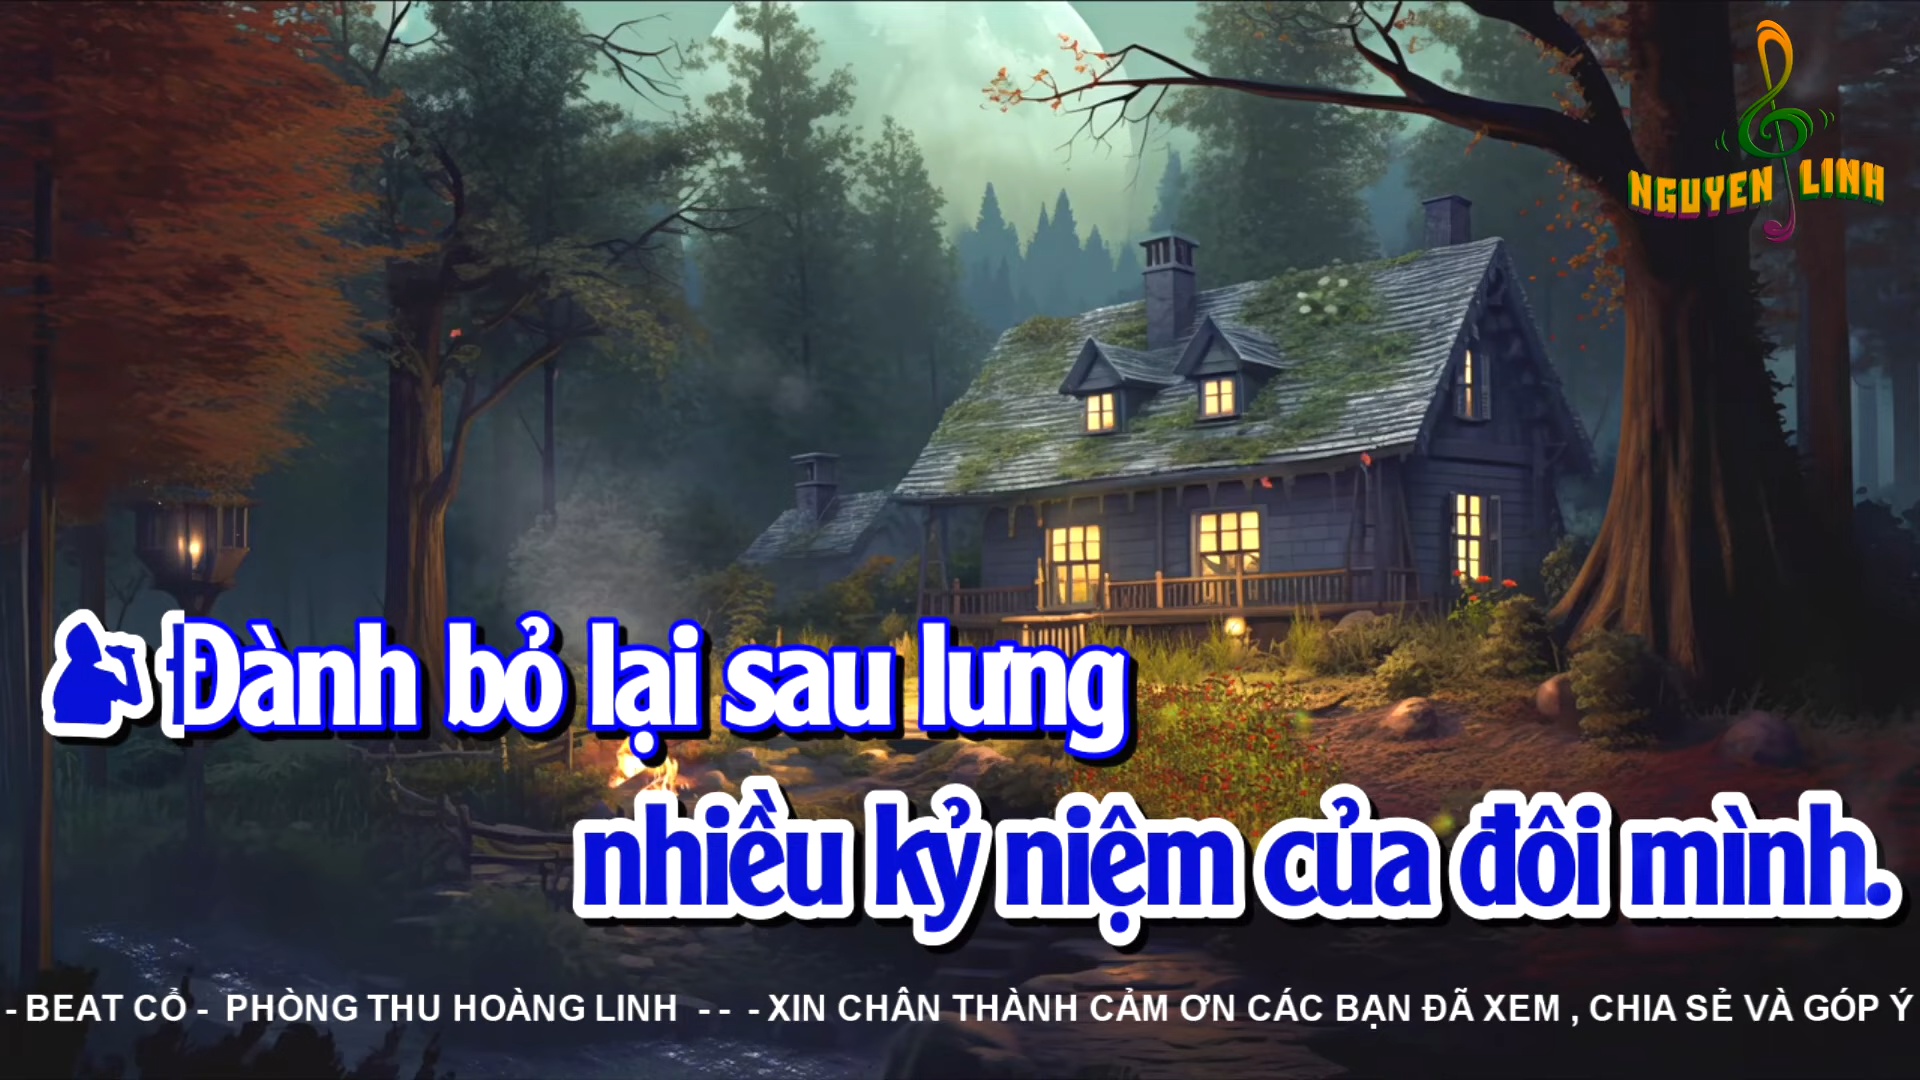 NGUYEN LINH
Đành bỏ lại sau lưng
nhiều kỷ niệm của đôi mình.
- BEAT CỔ - PHÒNG THU HOÀNG LINH - - - XIN CHÂN THÀNH CẢM ƠN CÁC BẠN ĐÃ XEM , CHIA SẺ VÀ GÓP Ý